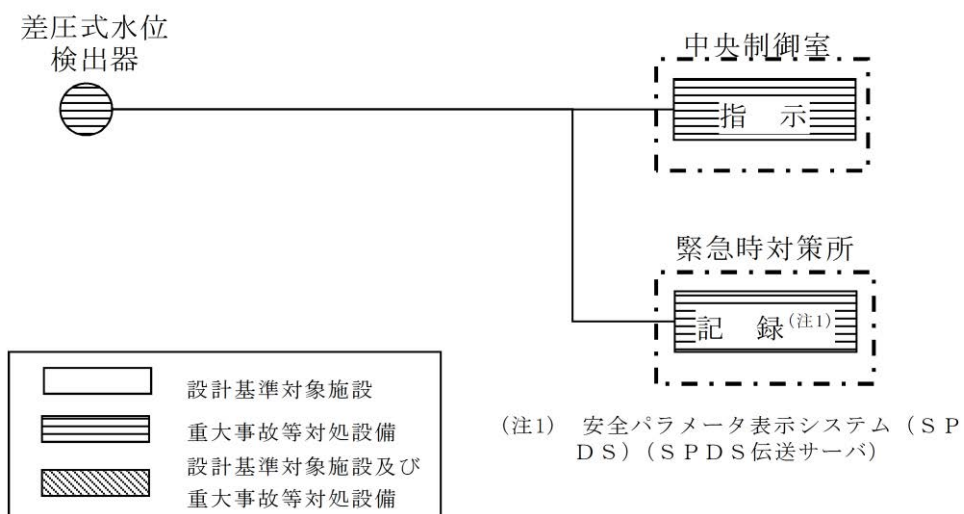 差圧式水位
検出器
中央制御室
指 示
緊急時対策所
記 録(注1)
設計基準対象施設
重大事故等対処設備
設計基準対象施設及び
重大事故等対処設備
(注1) 安全パラメータ表示システム（ＳＰ
ＤＳ）（ＳＰＤＳ伝送サーバ）